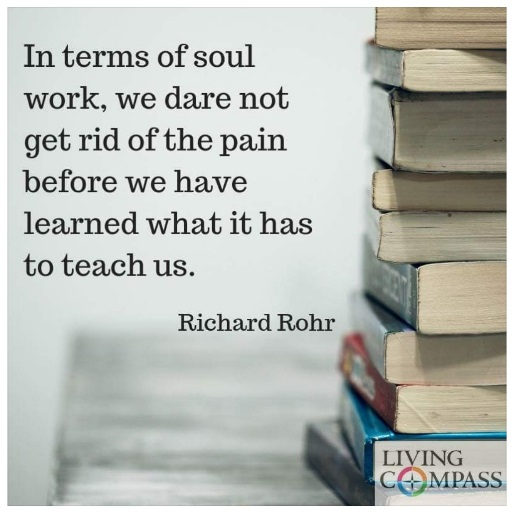 In terms of soul
work, we dare not
get rid of the pain
before we have
learned what it has
to teach us.
Richard Rohr
LIVING
COMPASS